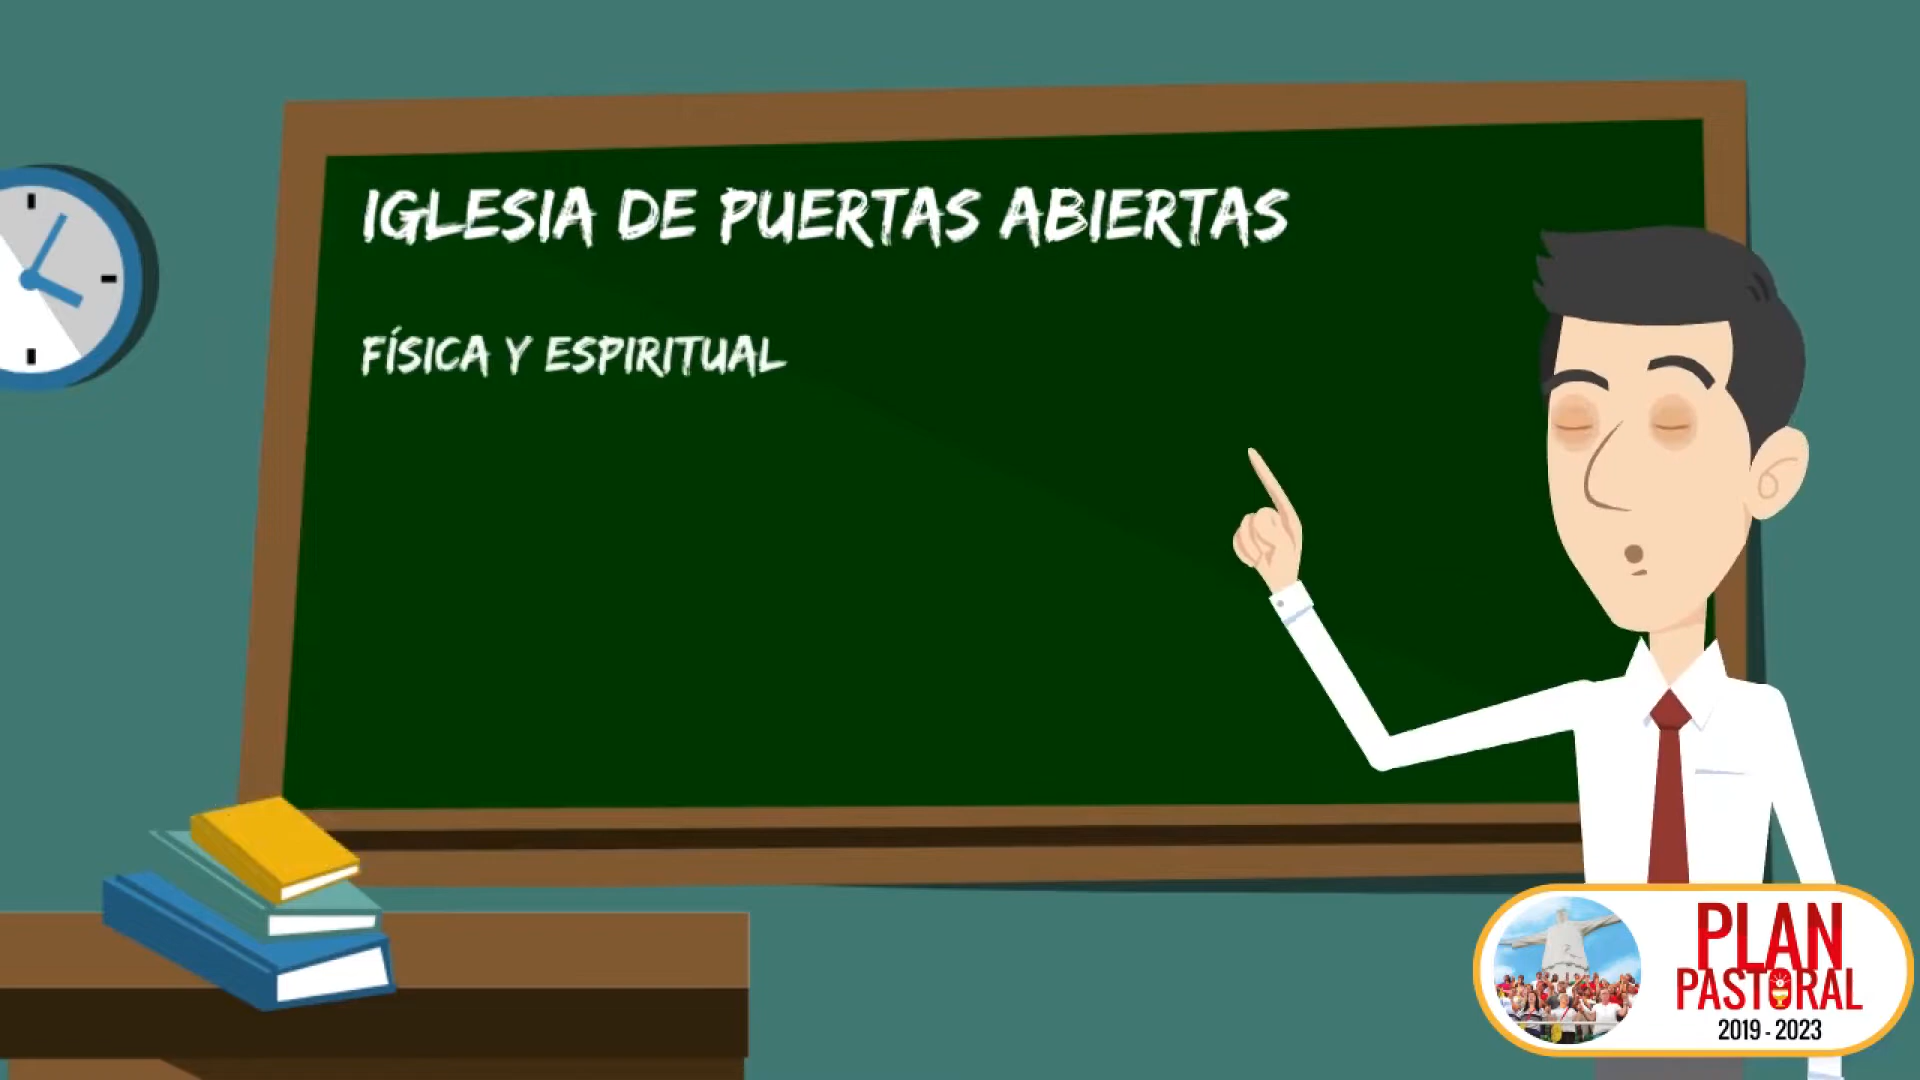 IGLESIA DE PUERTAS ABIERTAS
FÍSICA Y ESPIRITUAL
PLAN
PASTORAL
2019 - 2023